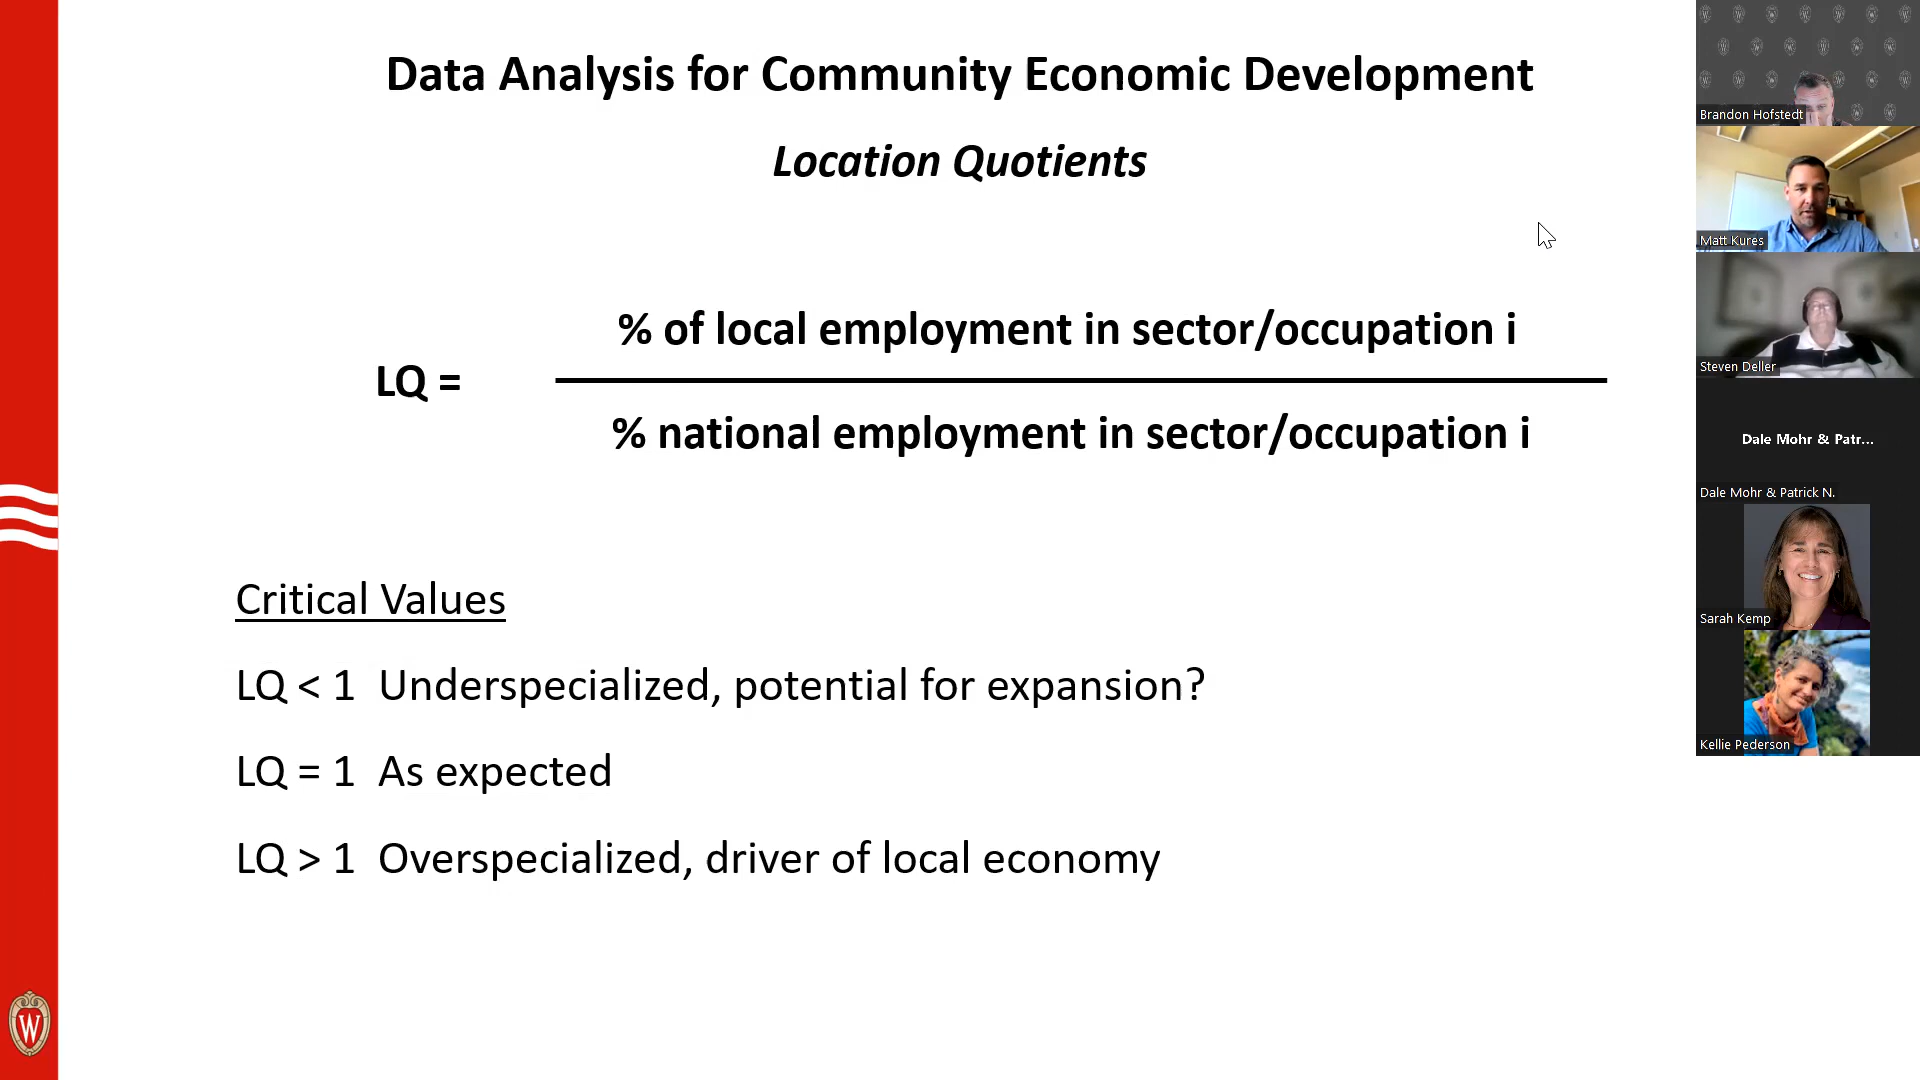 Data Analysis for Community Economic Development
Location Quotients
% of local employment in sector/occupation i
LQ =
% national employment in sector/occupation i
Critical Values
LQ < 1 Underspecialized, potential for expansion?
LQ = 1 As expected
LQ > 1 Overspecialized, driver of local economy
W
Brandon Hofstedt
Matt Kures
Steven Deller
Dale Mohr & Patr...
Dale Mohr & Patrick N.
Sarah Kemp
Kellie Pederson